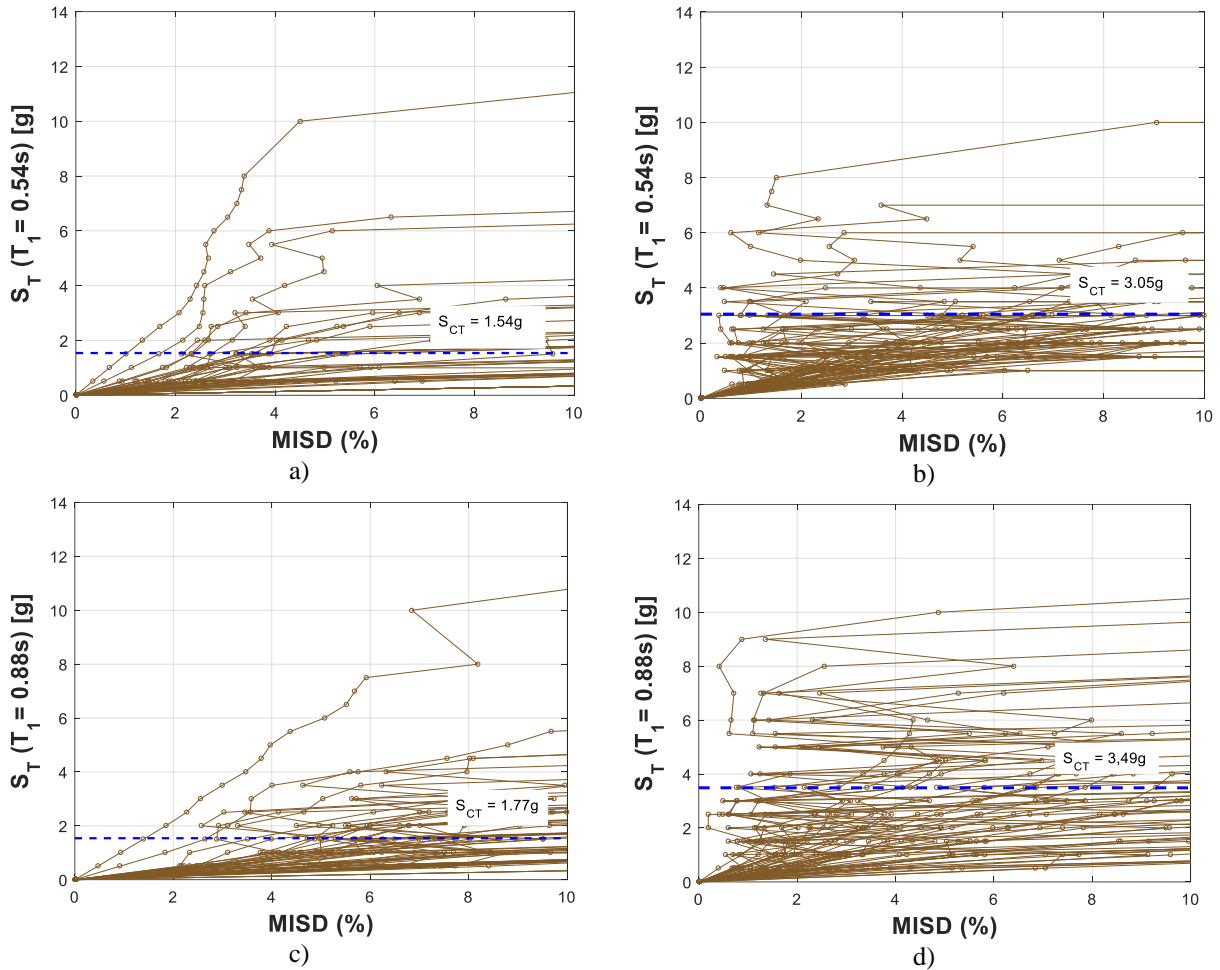 14
12
10
8
6
4
2
0
S_T (T_1 = 0.54s) [g]
S_CT = 1.54g
0 2 4 6 8 10
MISD (%)
a)
14
12
10
8
6
4
2
0
S_T (T_1 = 0.54s) [g]
S_CT = 3.05g
0 2 4 6 8 10
MISD (%)
b)
14
12
10
8
6
4
2
0
S_T (T_1 = 0.88s) [g]
S_CT = 1.77g
0 2 4 6 8 10
MISD (%)
c)
14
12
10
8
6
4
2
0
S_T (T_1 = 0.88s) [g]
S_CT = 3,49g
0 2 4 6 8 10
MISD (%)
d)